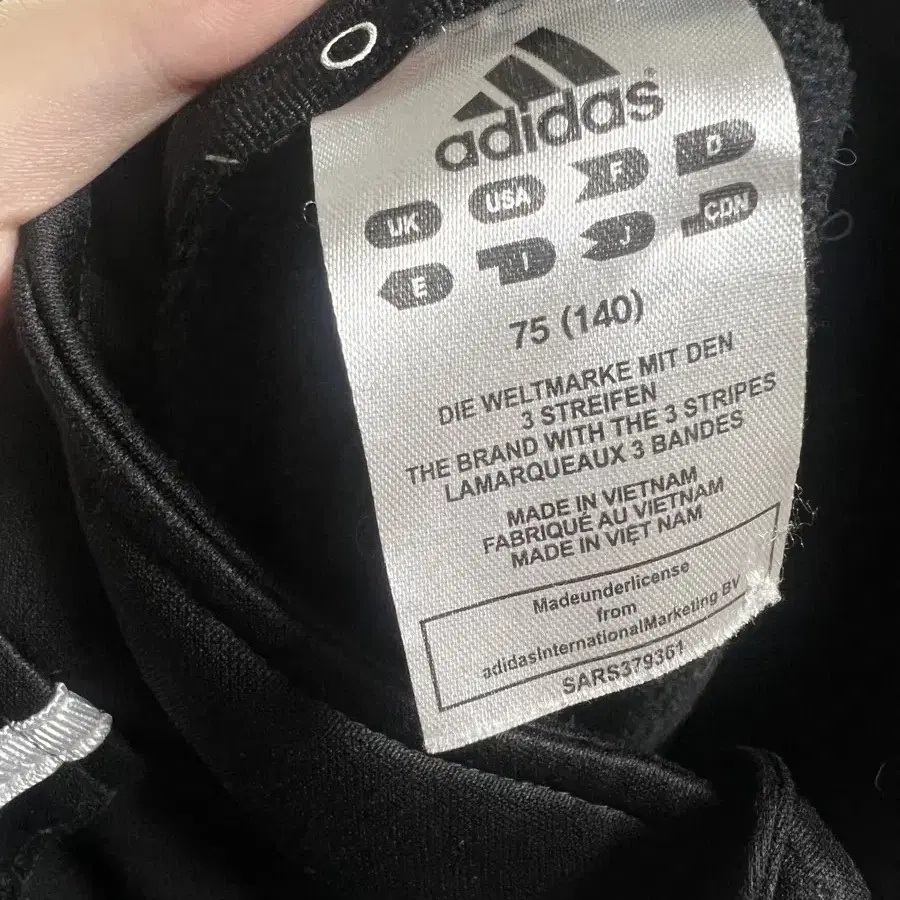 adidas
UK USA F D
E I J CDN
75 (140)
DIE WELTMARKE MIT DEN
3 STREIFEN
THE BRAND WITH THE 3 STRIPES
LAMARQUEAUX 3 BANDES
MADE IN VIETNAM
FABRIQUÉ AU VIETNAM
MADE IN VIỆT NAM
Madeunderlicense
from
adidasInternationalMarketing BV
SARS379361